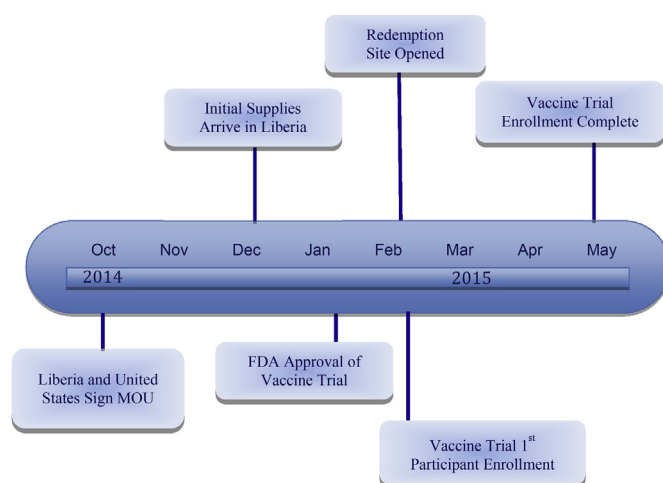 Redemption
Site Opened
Initial Supplies
Arrive in Liberia
Vaccine Trial
Enrollment Complete
Oct Nov Dec Jan Feb Mar Apr May
2014 2015
Liberia and United
States Sign MOU
FDA Approval of
Vaccine Trial
Vaccine Trial 1st
Participant Enrollment